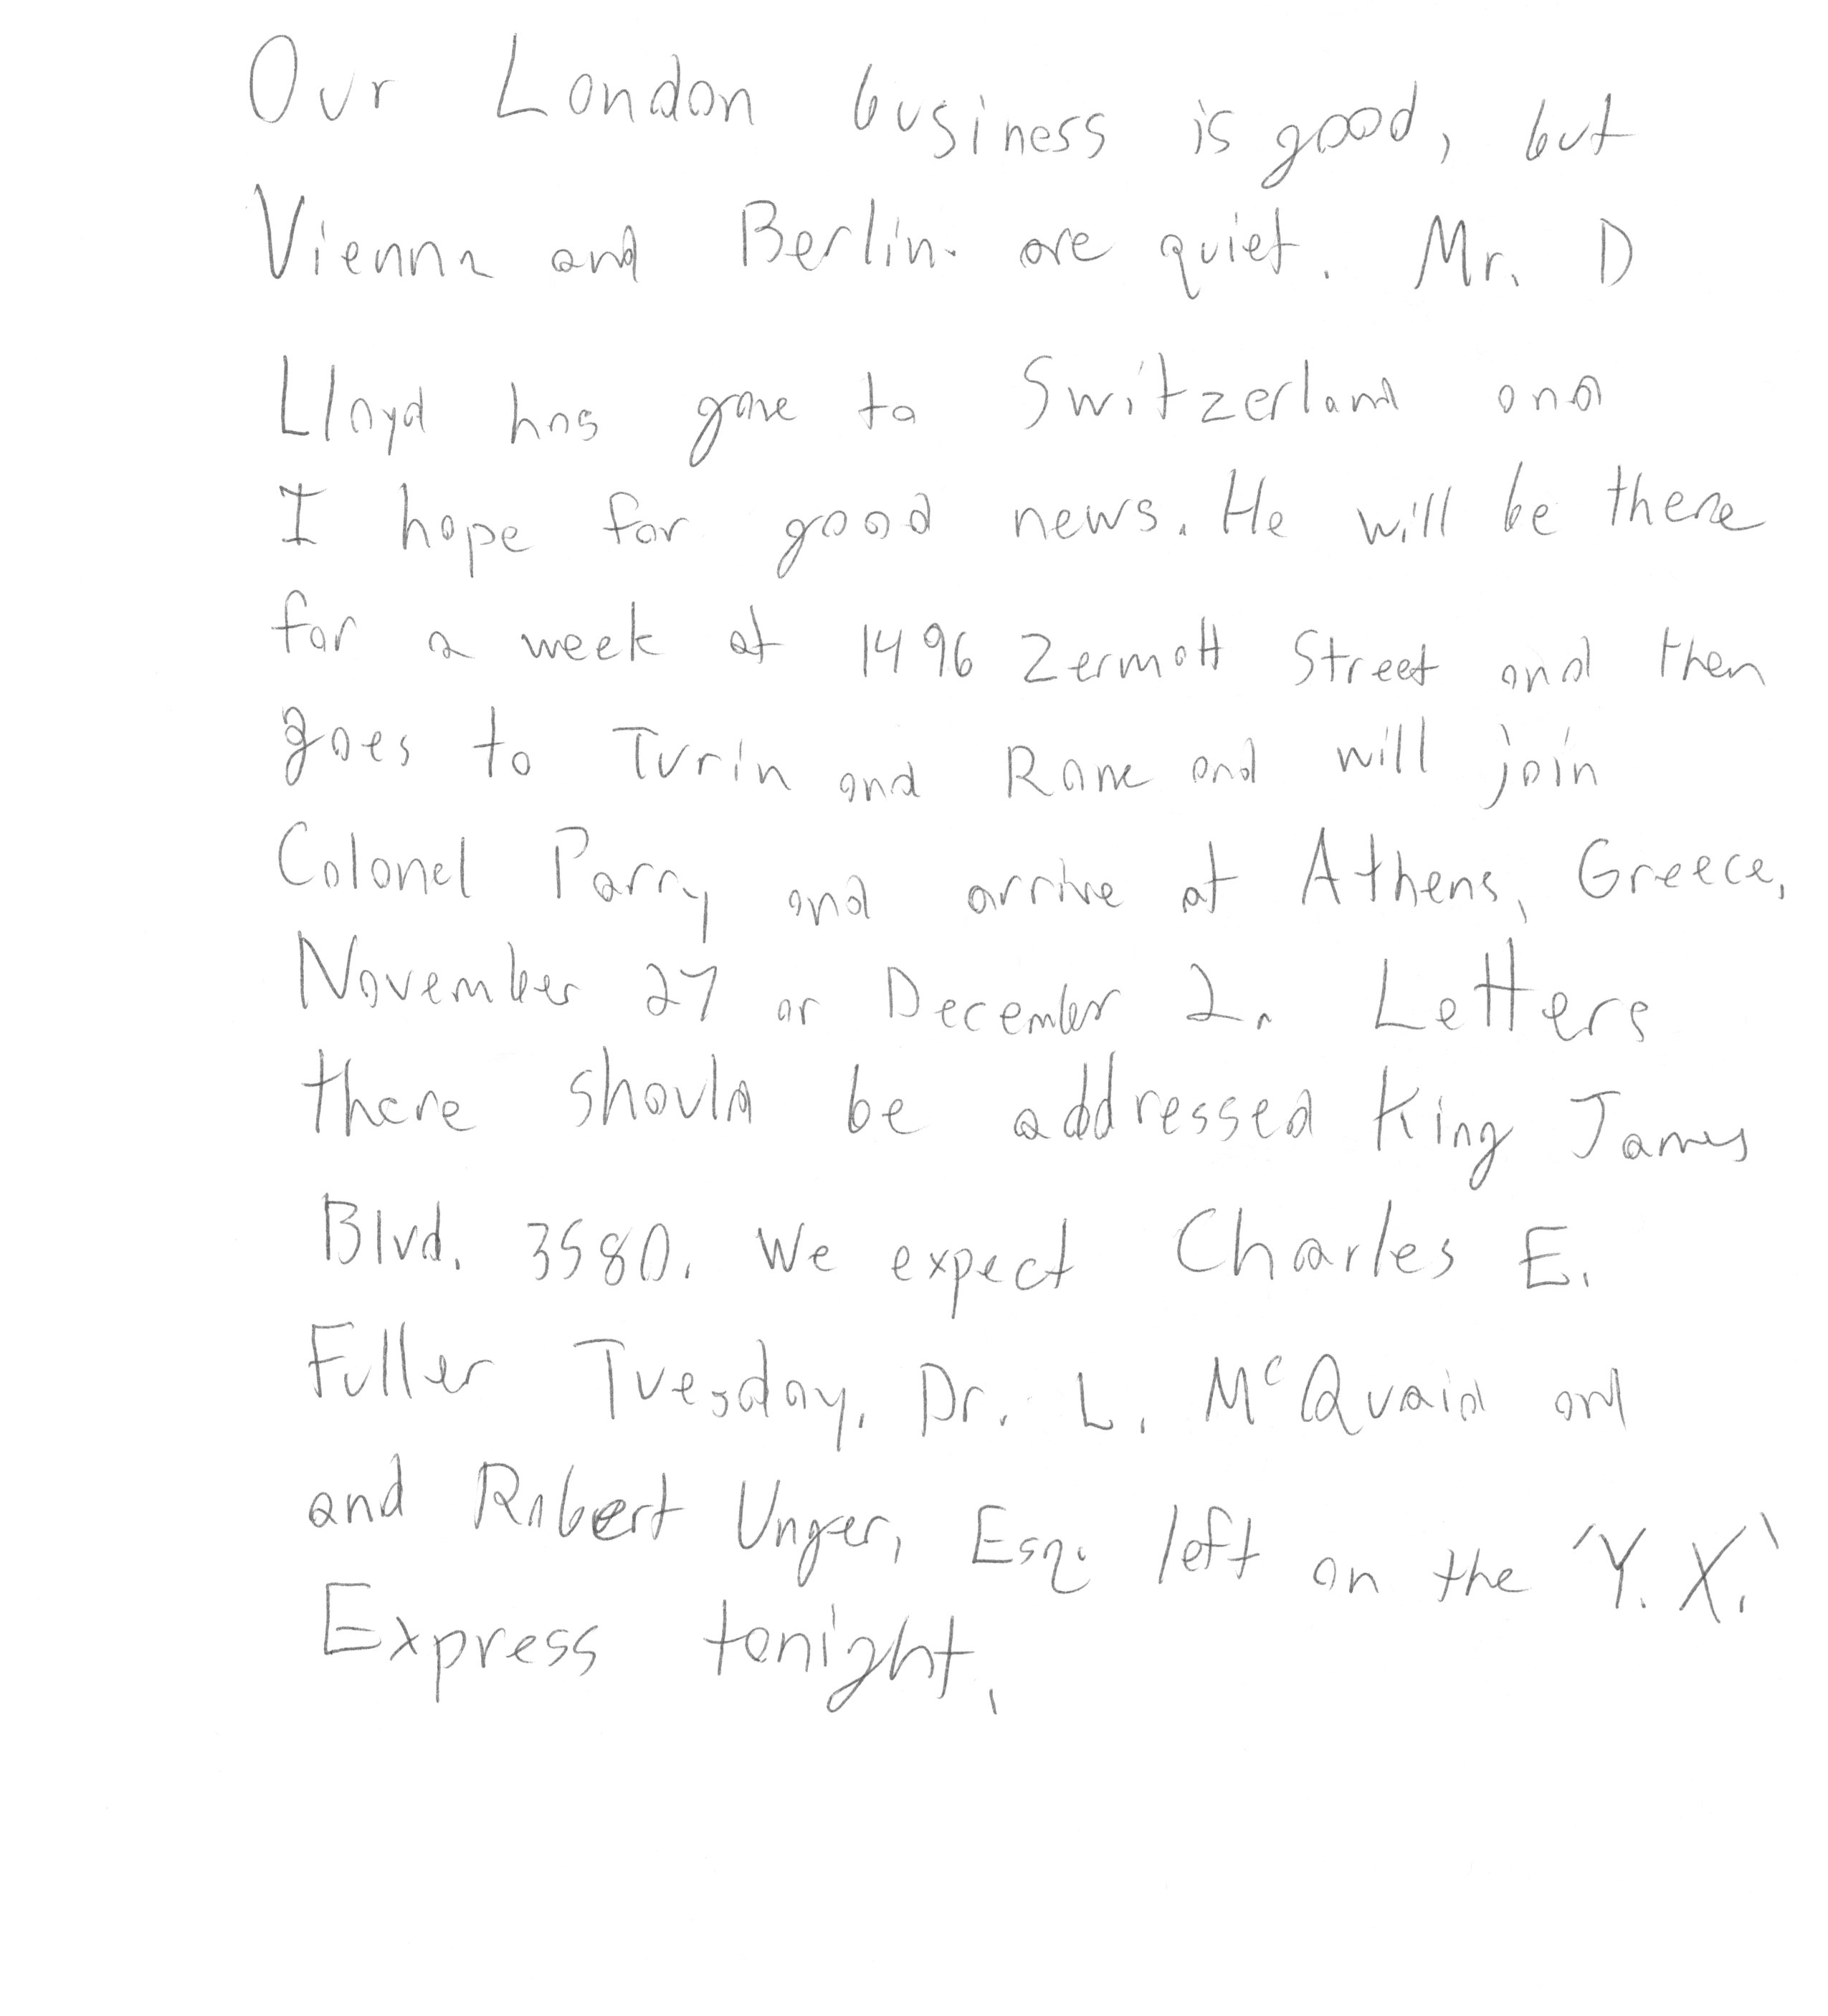 Our London business is good, but
Vienna and Berlin. are quiet. Mr. D
Lloyd has gone to Switzerland and
I hope for good news. He will be there
for a week at 1496 Zermott Street and then
goes to Turin and Rome and will join
Colonel Parry and arrive at Athens, Greece,
November 27 or December 2. Letters
there should be addressed King James
Blvd. 3580. We expect Charles E.
Fuller Tuesday. Dr. L. McQuaid and
and Robert Unger, Esq. left on the 'Y.X.'
Express tonight.